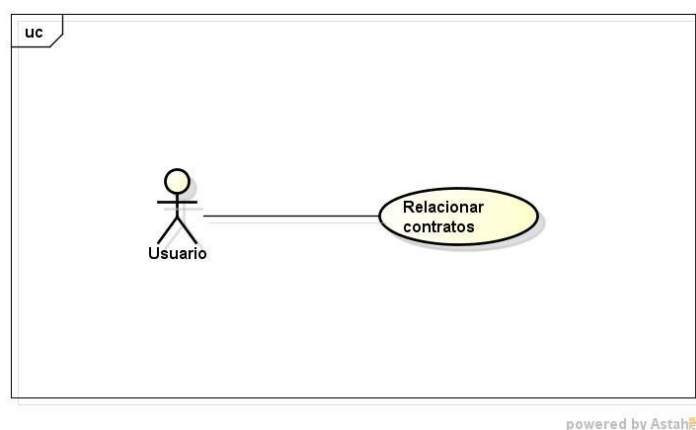 uc
Relacionar
contratos
Usuario
powered by Astah